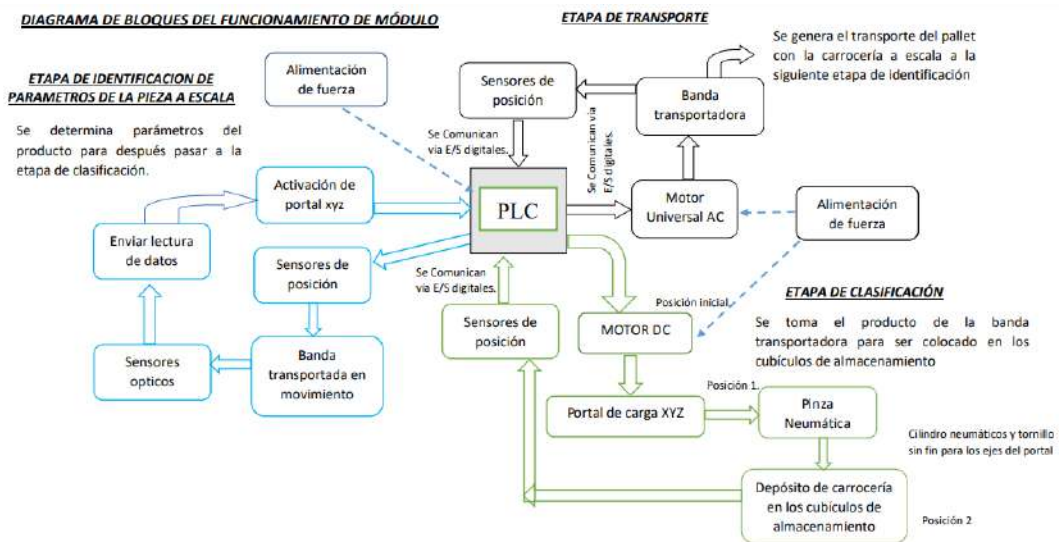 DIAGRAMA DE BLOQUES DEL FUNCIONAMIENTO DE MÓDULO
ETAPA DE TRANSPORTE
Se genera el transporte del pallet
con la carrocería a escala a la
siguiente etapa de identificación
ETAPA DE IDENTIFICACION DE
PARAMETROS DE LA PIEZA A ESCALA
Se determina parámetros del
producto para después pasar a la
etapa de clasificación.
Alimentación
de fuerza
Sensores de
posición
Banda
transportadora
Se Comunican
vía E/S digitales.
Se Comunican vía
E/S digitales.
Activación de
portal xyz
PLC
Motor
Universal AC
Alimentación
de fuerza
Enviar lectura
de datos
Sensores de
posición
Se Comunican
vía E/S digitales.
Sensores
opticos
Banda
transportada en
movimiento
Sensores de
posición
Posición inicial.
MOTOR DC
ETAPA DE CLASIFICACIÓN
Se toma el producto de la banda
transportadora para ser colocado en los
cubículos de almacenamiento
Portal de carga XYZ
Posición 1.
Pinza
Neumática
Cilindro neumáticos y tornillo
sin fin para los ejes del portal
Depósito de carrocería
en los cubículos de
almacenamiento
Posición 2